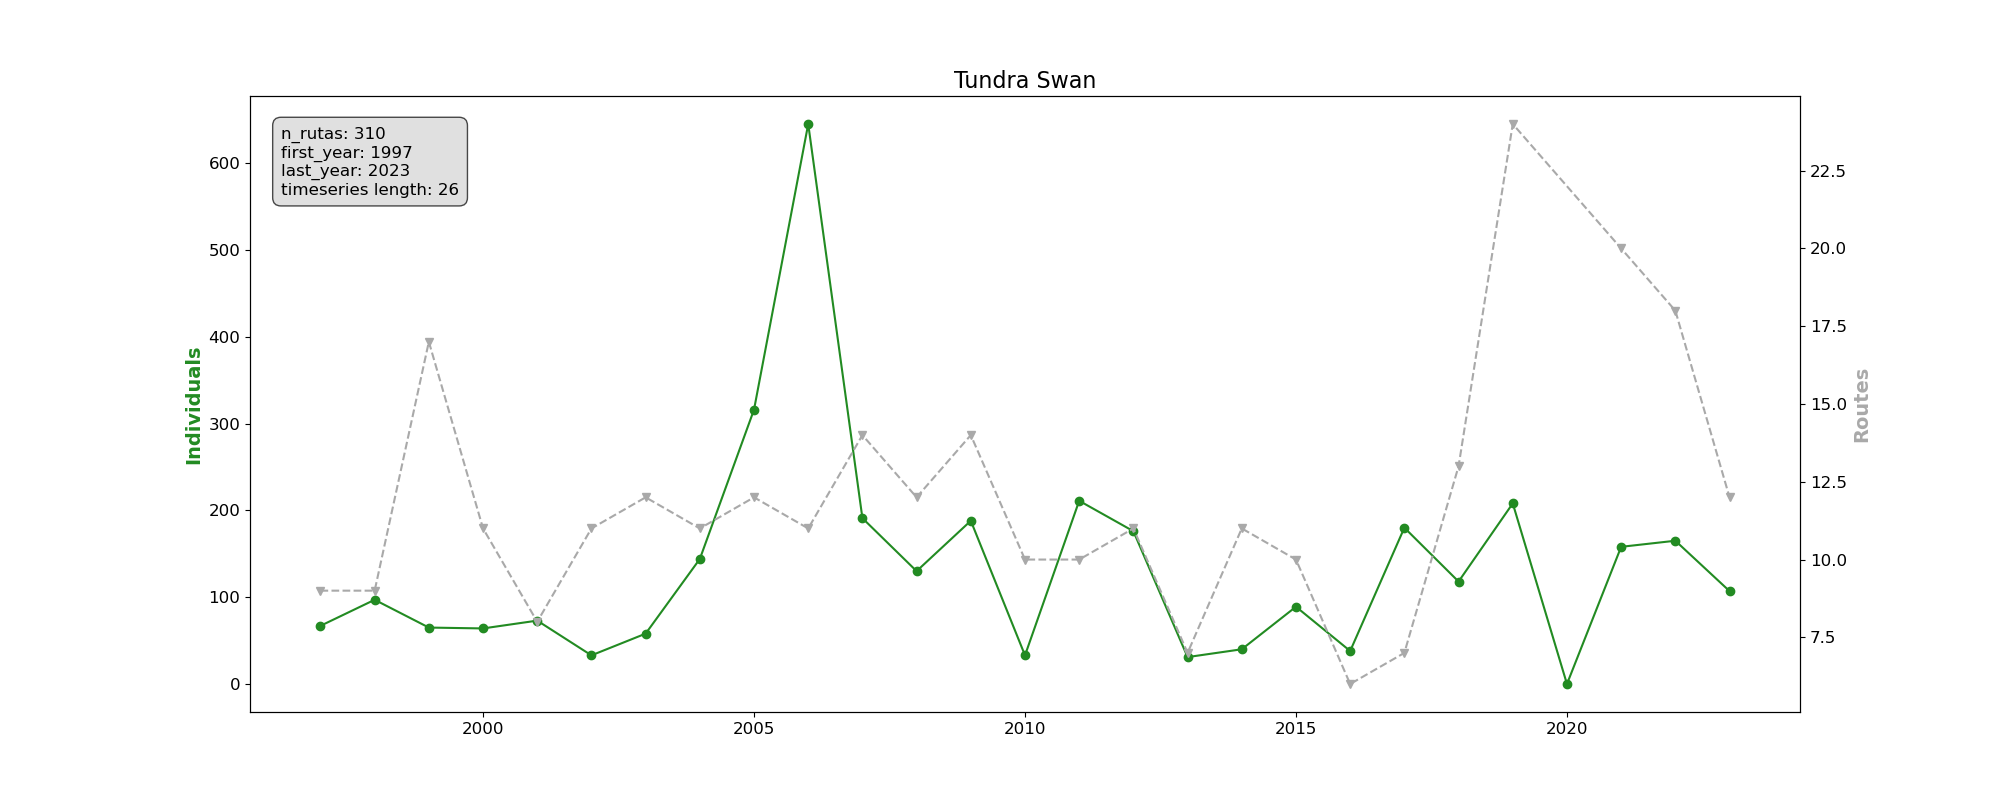 Tundra Swan
n_rutas: 310
first_year: 1997
last_year: 2023
timeseries length: 26
Individuals
600
500
400
300
200
100
0
22.5
20.0
17.5
15.0
12.5
10.0
7.5
Routes
2000 2005 2010 2015 2020